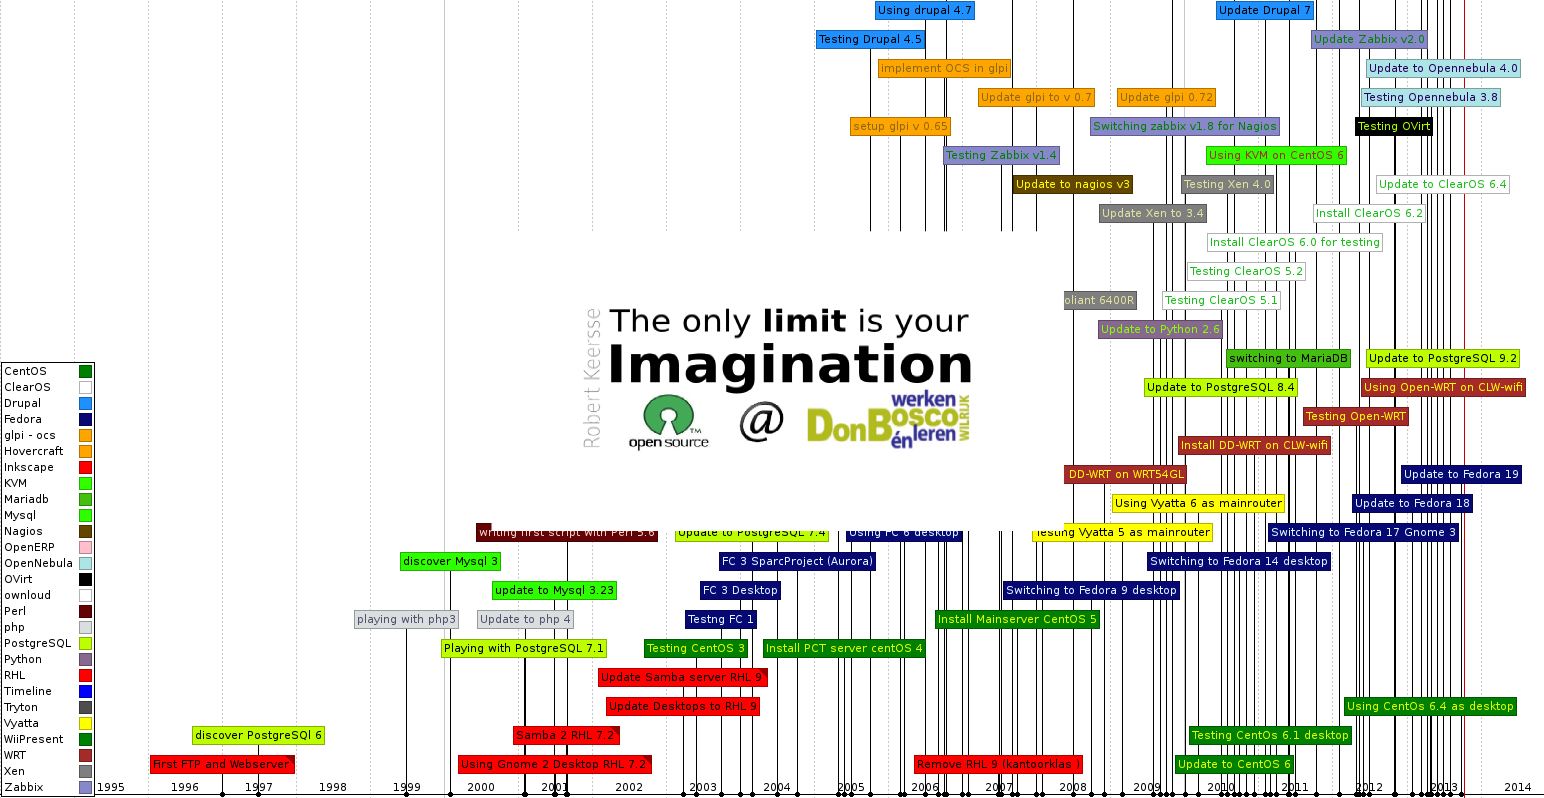 Using drupal 4.7
Update Drupal 7
Testing Drupal 4.5
Update Zabbix v2.0
implement OCS in glpi
Update to Opennebula 4.0
Update glpi to v 0.7
Update glpi 0.72
Testing Opennebula 3.8
setup glpi v 0.65
Switching zabbix v1.8 for Nagios
Testing OVirt
Testing Zabbix v1.4
Using KVM on CentOS 6
Update to nagios v3
Testing Xen 4.0
Update to ClearOS 6.4
Update Xen to 3.4
Install ClearOS 6.2
Install ClearOS 6.0 for testing
Testing ClearOS 5.2
oliant 6400R
Testing ClearOS 5.1
Update to Python 2.6
switching to MariaDB
Update to PostgreSQL 9.2
Update to PostgreSQL 8.4
Using Open-WRT on CLW-wifi
Testing Open-WRT
Install DD-WRT on CLW-wifi
DD-WRT on WRT54GL
Update to Fedora 19
Using Vyatta 6 as mainrouter
Update to Fedora 18
writing first script with Perl 5.6
Update to PostgreSQL 7.4
Using FC 6 desktop
Testing Vyatta 5 as mainrouter
Switching to Fedora 17 Gnome 3
discover Mysql 3
FC 3 SparcProject (Aurora)
Switching to Fedora 14 desktop
update to Mysql 3.23
FC 3 Desktop
Switching to Fedora 9 desktop
playing with php3
Update to php 4
Testng FC 1
Install Mainserver CentOS 5
Playing with PostgreSQL 7.1
Testing CentOS 3
Install PCT server centOS 4
Update Samba server RHL 9
Update Desktops to RHL 9
Using CentOs 6.4 as desktop
discover PostgreSQl 6
Samba 2 RHL 7.2
Testing CentOs 6.1 desktop
First FTP and Webserver
Using Gnome 2 Desktop RHL 7.2
Remove RHL 9 (kantoorklas )
Update to CentOS 6
Robert Keersse
The only limit is your
Imagination
open source
TM
@
werken
DonBosco
én leren
WILRIJK
CentOS
ClearOS
Drupal
Fedora
glpi - ocs
Hovercraft
Inkscape
KVM
Mariadb
Mysql
Nagios
OpenERP
OpenNebula
OVirt
ownloud
Perl
php
PostgreSQL
Python
RHL
Timeline
Tryton
Vyatta
WiiPresent
WRT
Xen
Zabbix
1995 1996 1997 1998 1999 2000 2001 2002 2003 2004 2005 2006 2007 2008 2009 2010 2011 2012 2013 2014